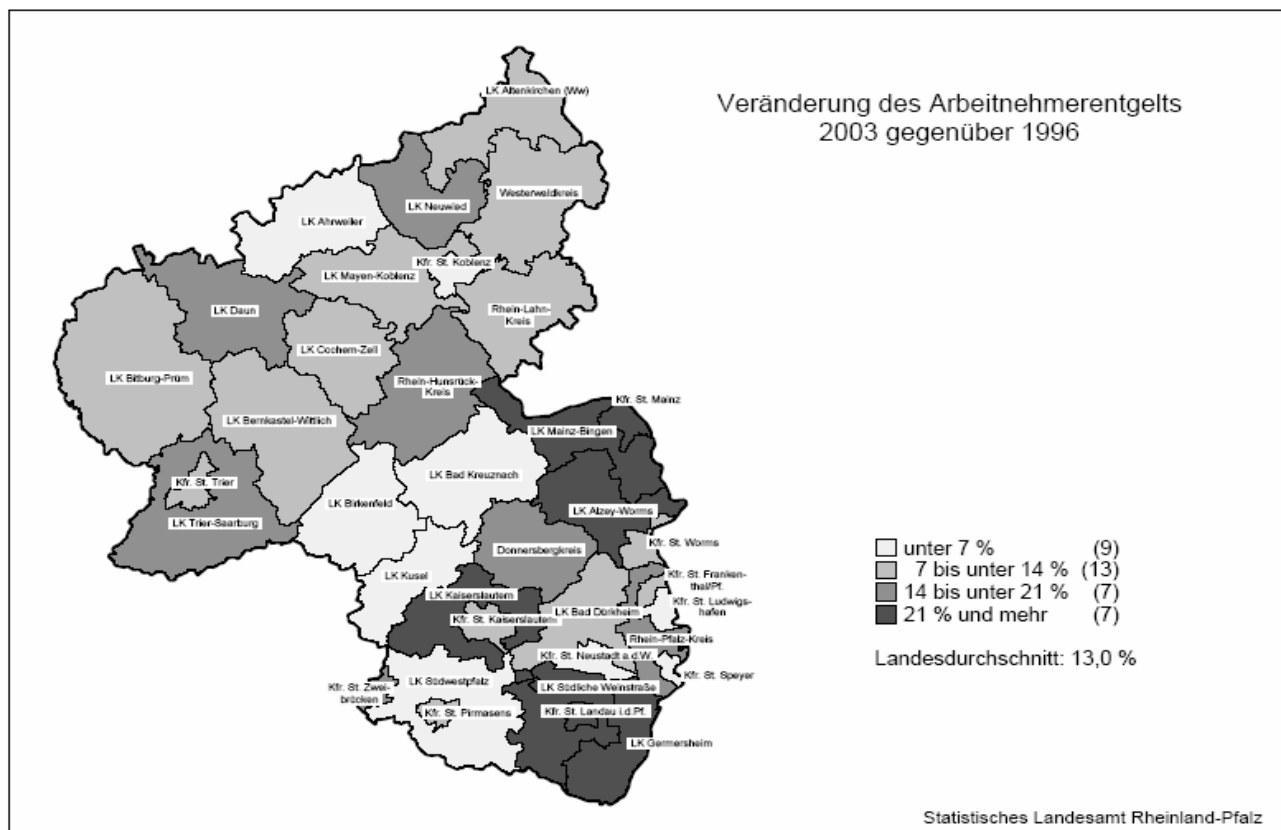 Veränderung des Arbeitnehmerentgelts
2003 gegenüber 1996
LK Altenkirchen (Ww)
Westerwaldkreis
LK Neuwied
LK Ahrweiler
Kfr. St. Koblenz
LK Mayen-Koblenz
Rhein-Lahn-
Kreis
LK Daun
LK Cochem-Zell
LK Bitburg-Prüm
Rhein-Hunsrück-
Kreis
Kfr. St. Mainz
LK Bernkastel-Wittlich
LK Mainz-Bingen
LK Bad Kreuznach
Kfr. St. Trier
LK Birkenfeld
LK Alzey-Worms
LK Trier-Saarburg
Kfr. St. Worms
Donnersbergkreis
Kfr. St. Franken-
thal/Pf.
LK Kusel
LK Kaiserslautern
Kfr. St. Ludwigs-
hafen
LK Bad Dürkheim
Kfr. St. Kaiserslautern
Rhein-Pfalz-Kreis
Kfr. St. Neustadt a.d.W.
Kfr. St. Speyer
LK Südwestpfalz
Kfr. St. Zwei-
brücken
LK Südliche Weinstraße
Kfr. St. Pirmasens
Kfr. St. Landau i.d.Pf.
LK Germersheim
unter 7 % (9)
7 bis unter 14 % (13)
14 bis unter 21 % (7)
21 % und mehr (7)
Landesdurchschnitt: 13,0 %
Statistisches Landesamt Rheinland-Pfalz